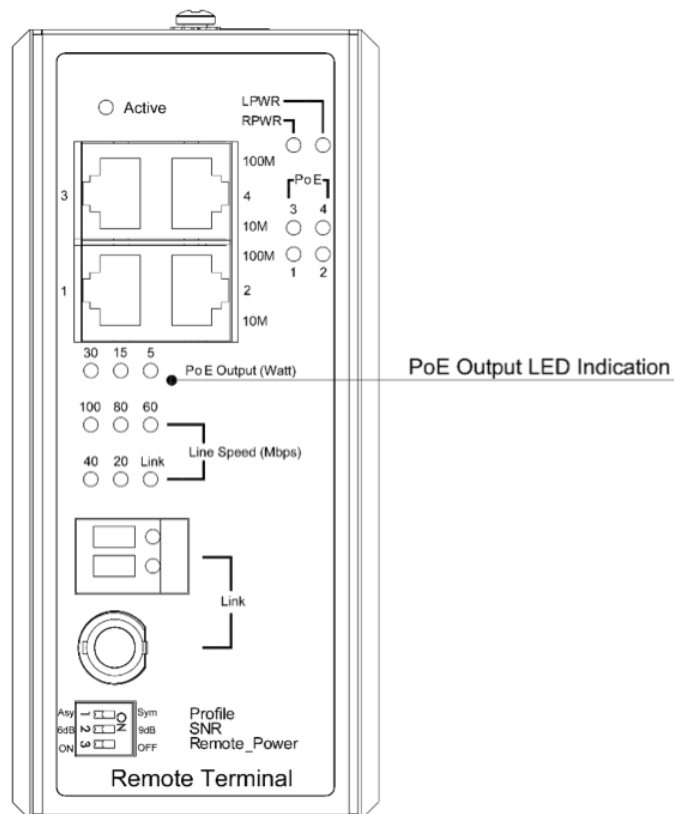 Active
LPWR
RPWR
100M
PoE
3
4
3 4
10M
100M
1 2
1
2
10M
30 15 5
PoE Output (Watt)
PoE Output LED Indication
100 80 60
Line Speed (Mbps)
40 20 Link
Link
Asy 1 ON Sym Profile
6dB 2 9dB SNR
ON 3 OFF Remote_Power
Remote Terminal